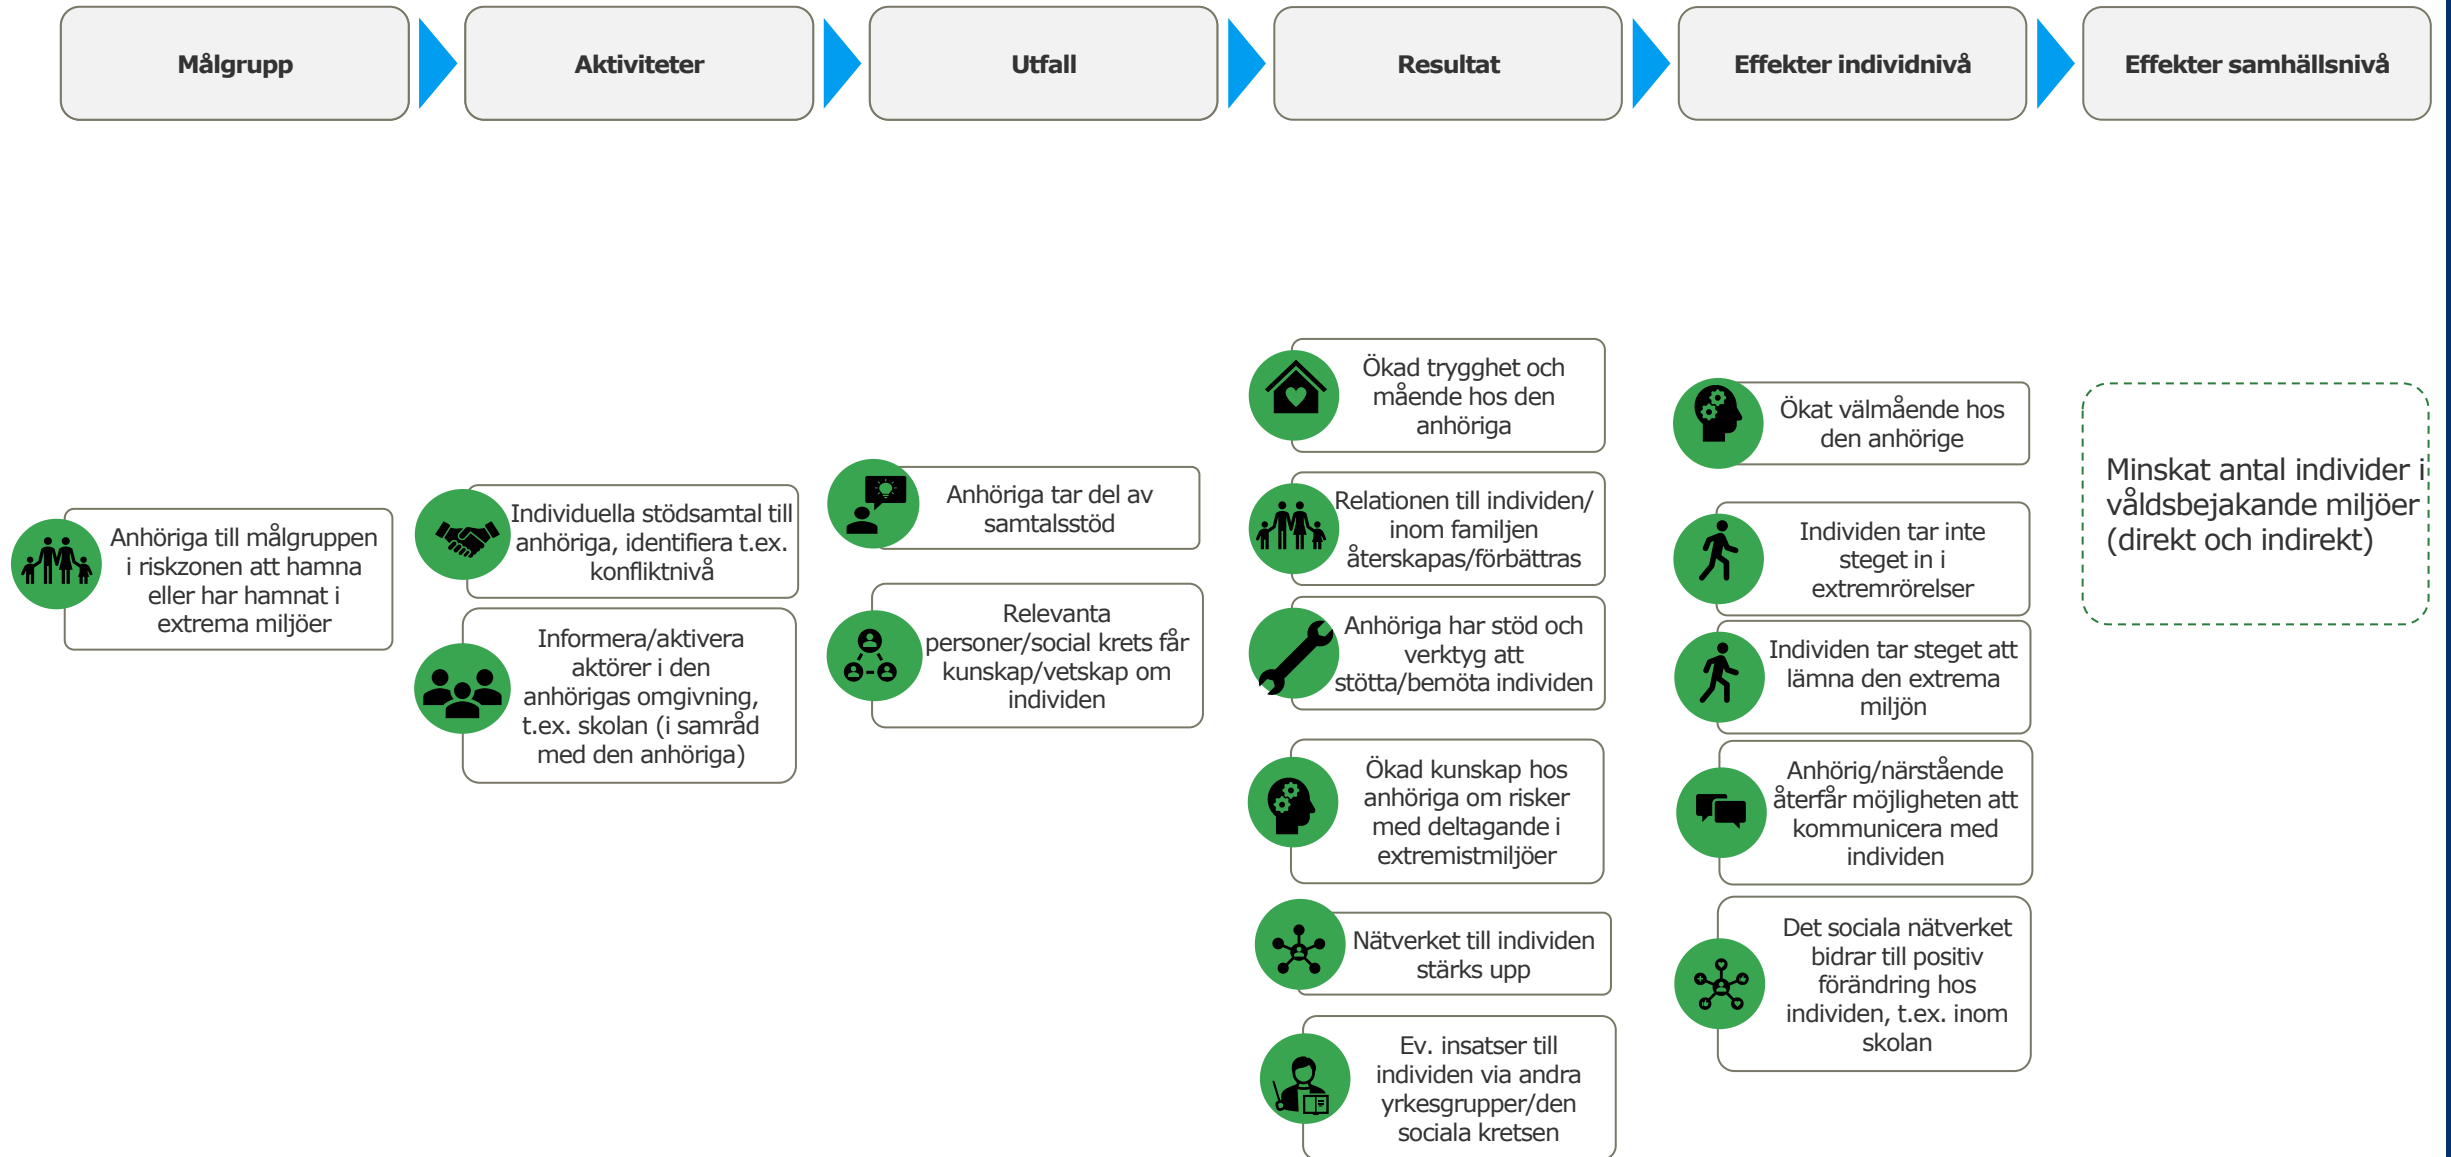 Målgrupp
Aktiviteter
Utfall
Resultat
Effekter individnivå
Effekter samhällsnivå
Anhöriga till målgruppen
i riskzonen att hamna
eller har hamnat i
extrema miljöer
Individuella stödsamtal till
anhöriga, identifiera t.ex.
konfliktnivå
Informera/aktivera
aktörer i den
anhörigas omgivning,
t.ex. skolan (i samråd
med den anhöriga)
Anhöriga tar del av
samtalsstöd
Relevanta
personer/social krets får
kunskap/vetskap om
individen
Ökad trygghet och
mående hos den
anhöriga
Relationen till individen/
inom familjen
återskapas/förbättras
Anhöriga har stöd och
verktyg att
stötta/bemöta individen
Ökad kunskap hos
anhöriga om risker
med deltagande i
extremistmiljöer
Nätverket till individen
stärks upp
Ev. insatser till
individen via andra
yrkesgrupper/den
sociala kretsen
Ökat välmående hos
den anhörige
Individen tar inte
steget in i
extremrörelser
Individen tar steget att
lämna den extrema
miljön
Anhörig/närstående
återfår möjligheten att
kommunicera med
individen
Det sociala nätverket
bidrar till positiv
förändring hos
individen, t.ex. inom
skolan
Minskat antal individer i
våldsbejakande miljöer
(direkt och indirekt)